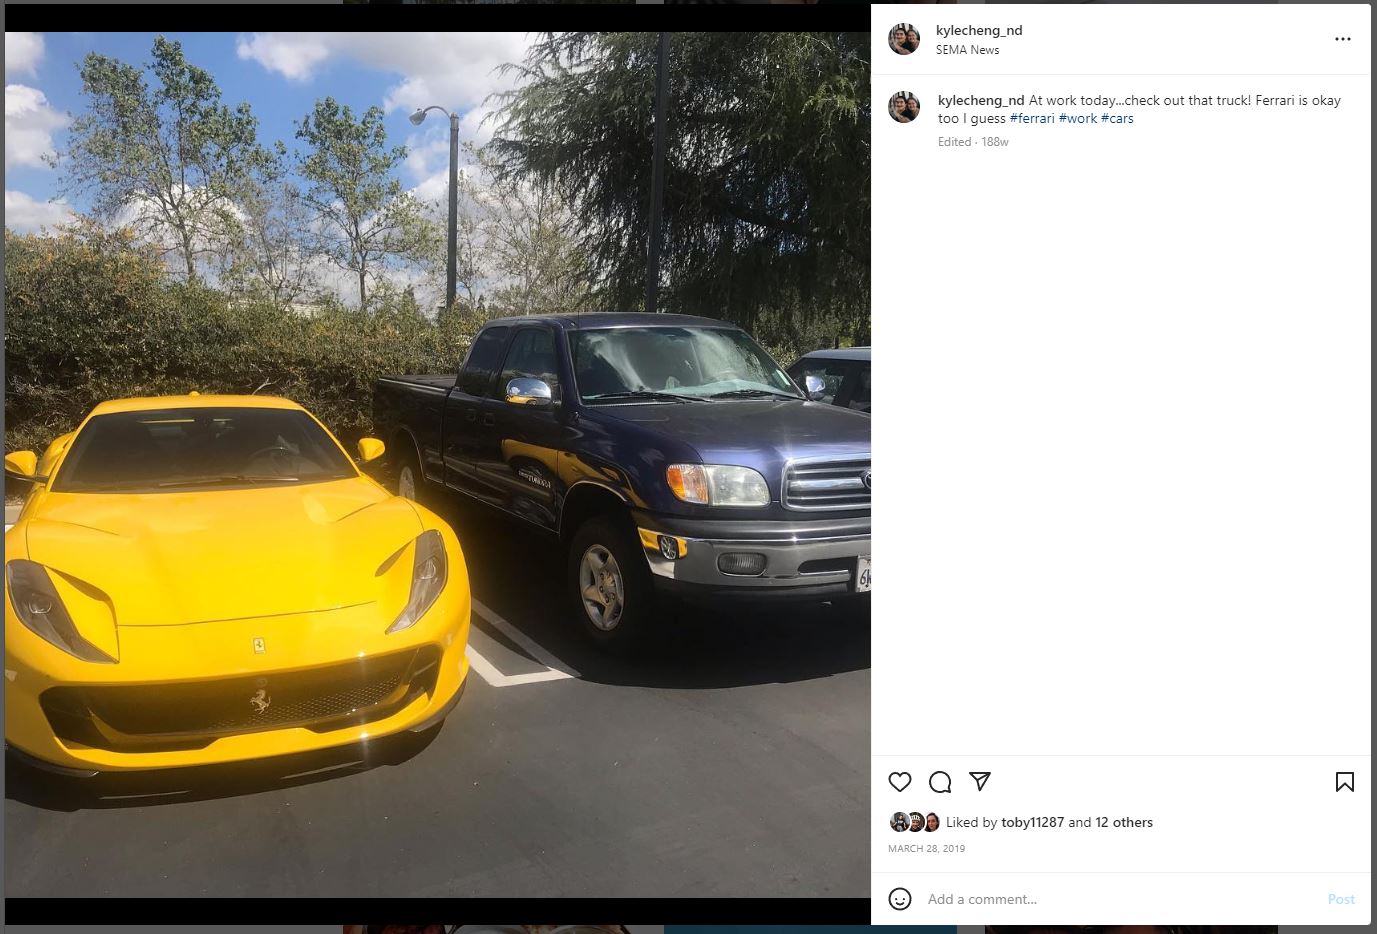 kylecheng_nd
SEMA News
kylecheng_nd At work today...check out that truck! Ferrari is okay
too I guess #ferrari #work #cars
Edited · 188w
TUNDRA
Liked by toby11287 and 12 others
MARCH 28, 2019
Add a comment...
Post